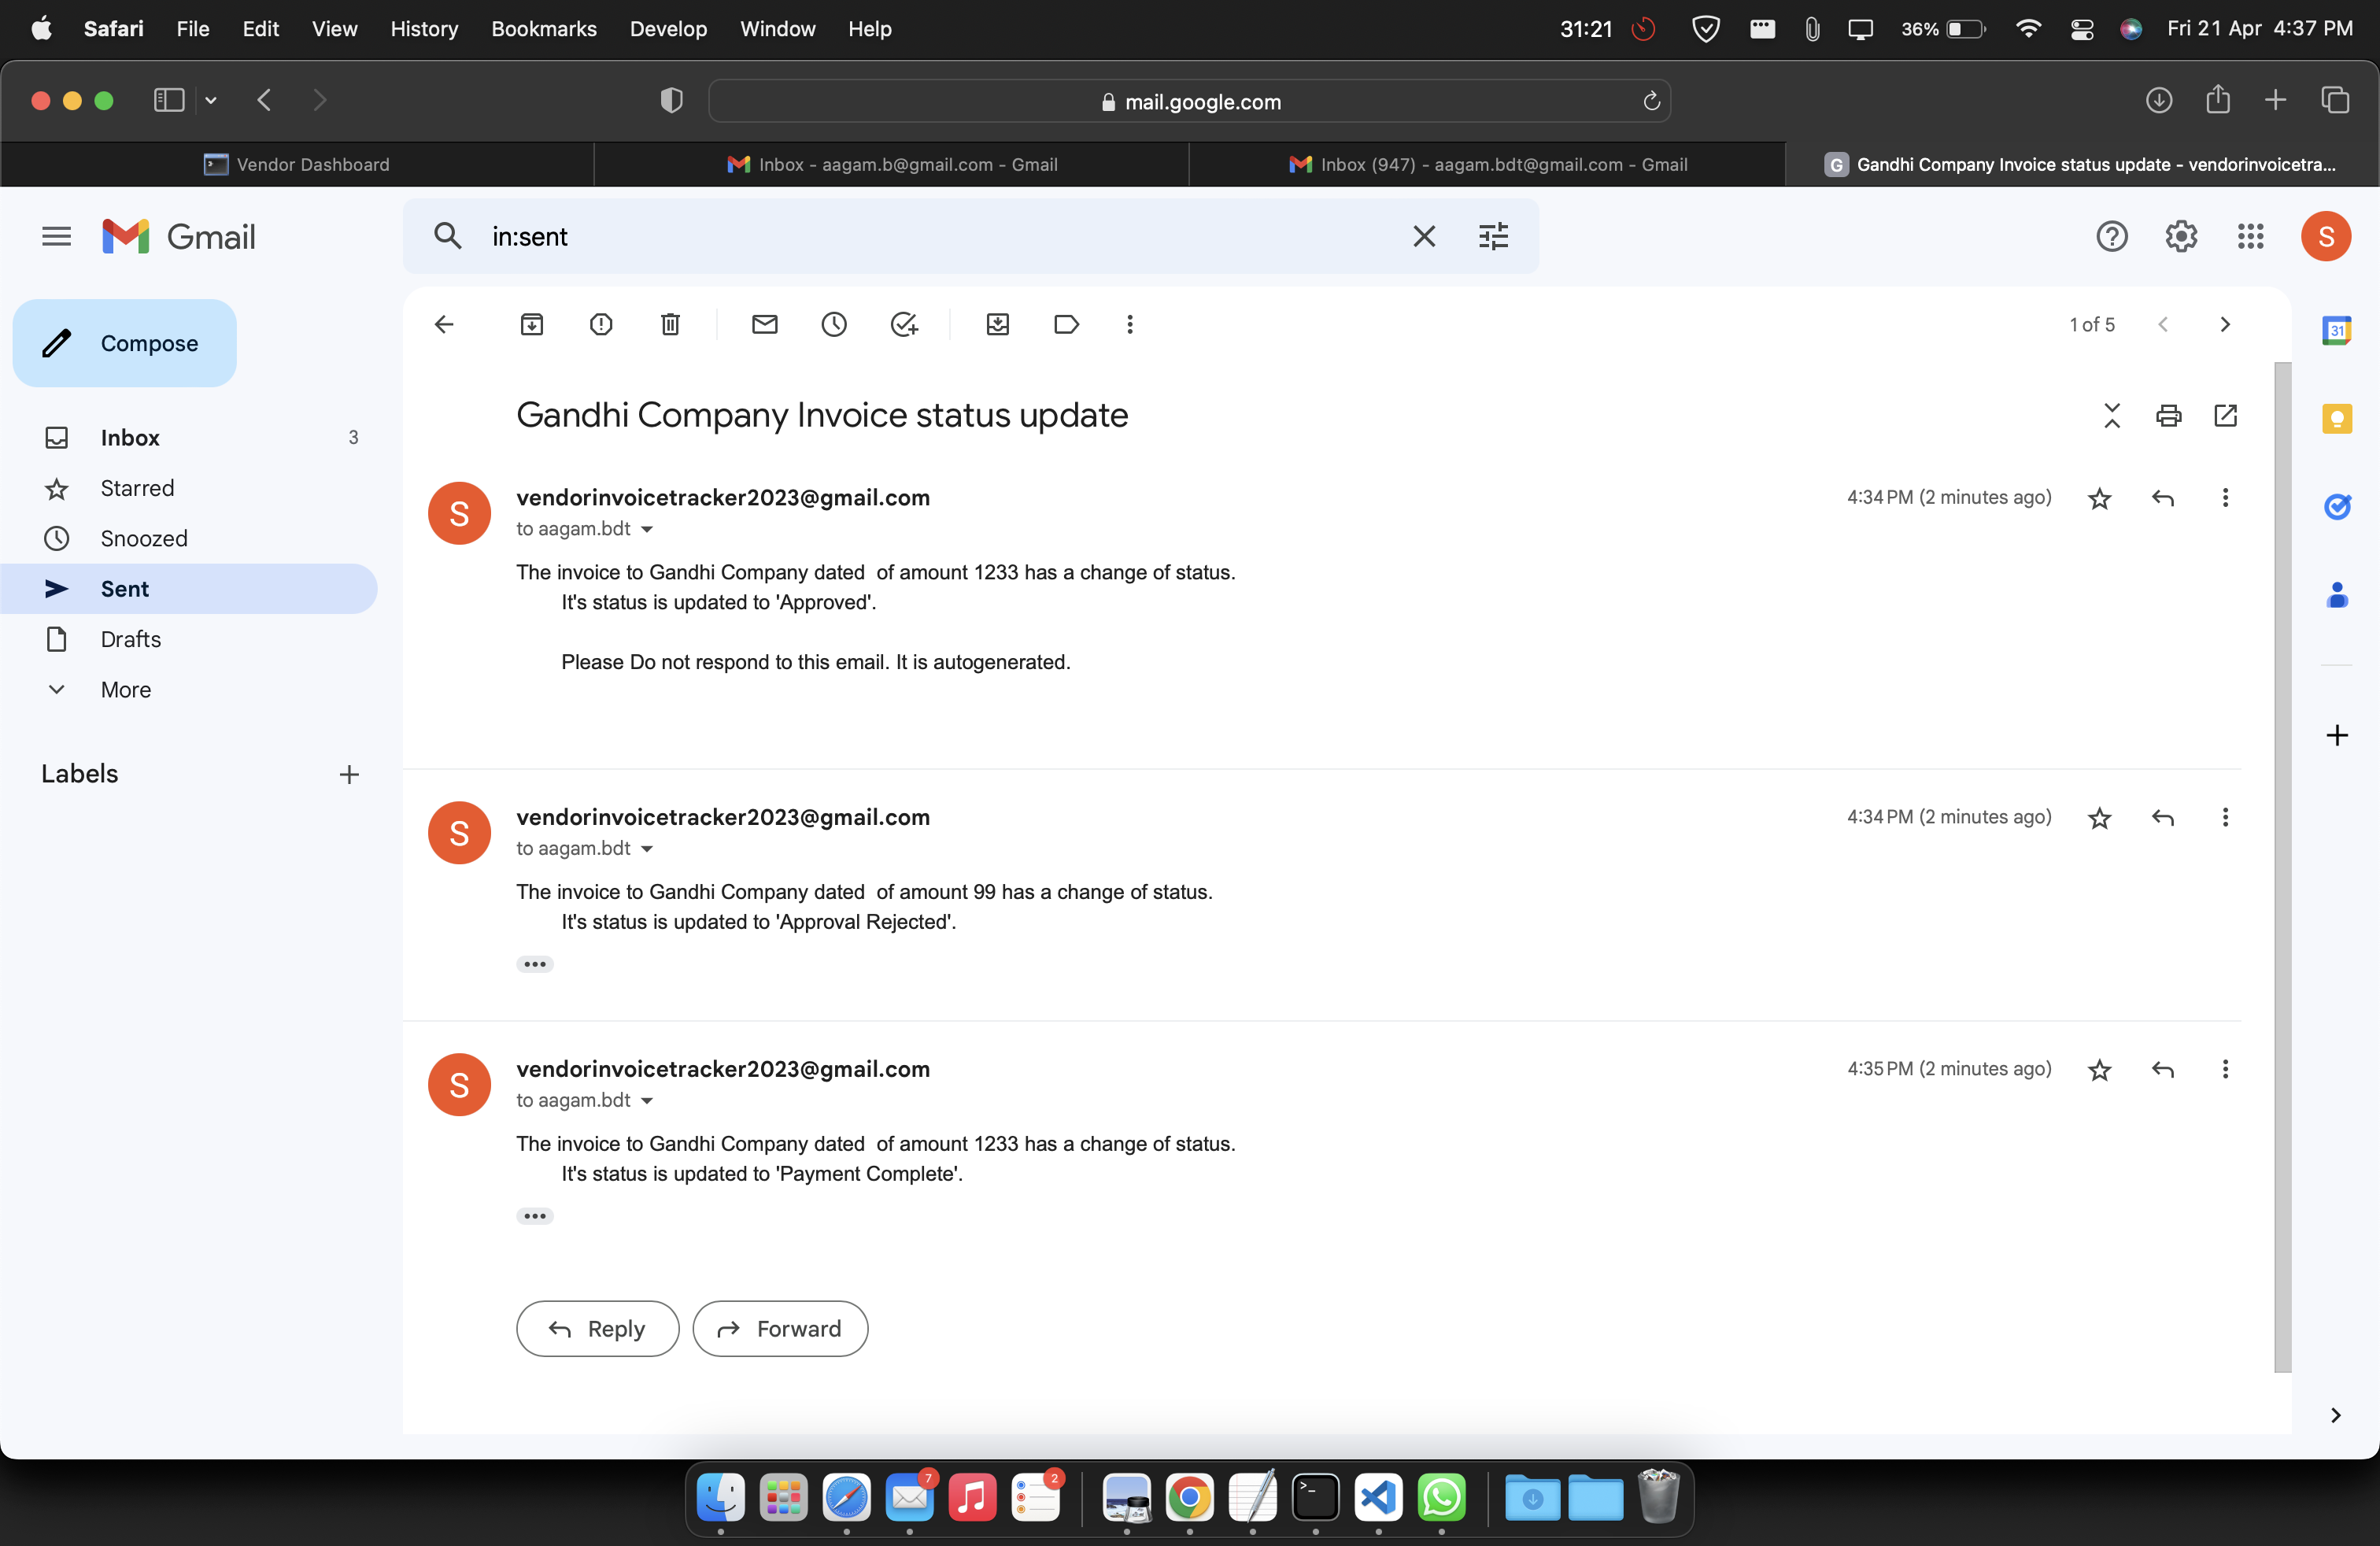 Safari File Edit View History Bookmarks Develop Window Help 31:21 36% Fri 21 Apr 4:37 PM
mail.google.com
Vendor Dashboard
Inbox - aagam.b@gmail.com - Gmail
Inbox (947) - aagam.bdt@gmail.com - Gmail
G Gandhi Company Invoice status update - vendorinvoicetra...
Gmail
in:sent
S
Compose
Inbox 3
Starred
Snoozed
Sent
Drafts
More
Labels
1 of 5
31
Gandhi Company Invoice status update
S
vendorinvoicetracker2023@gmail.com
4:34 PM (2 minutes ago)
to aagam.bdt
The invoice to Gandhi Company dated  of amount 1233 has a change of status.
It's status is updated to 'Approved'.
Please Do not respond to this email. It is autogenerated.
S
vendorinvoicetracker2023@gmail.com
4:34 PM (2 minutes ago)
to aagam.bdt
The invoice to Gandhi Company dated  of amount 99 has a change of status.
It's status is updated to 'Approval Rejected'.
S
vendorinvoicetracker2023@gmail.com
4:35 PM (2 minutes ago)
to aagam.bdt
The invoice to Gandhi Company dated  of amount 1233 has a change of status.
It's status is updated to 'Payment Complete'.
Reply
Forward
7
2